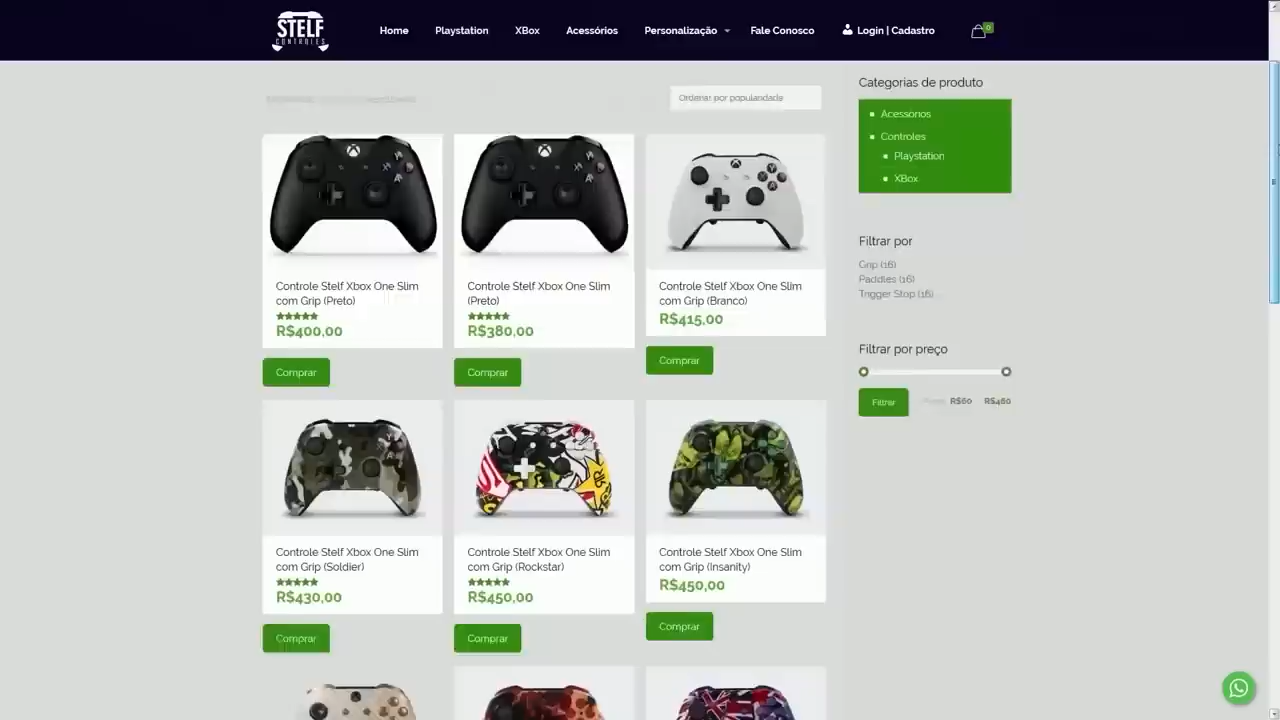 STELF
CONTROLES
Home
Playstation
XBox
Acessórios
Personalização
Fale Conosco
Login | Cadastro
0
Ordenar por popularidade
Controle Stelf Xbox One Slim
com Grip (Preto)
R$400,00
Comprar
Controle Stelf Xbox One Slim
(Preto)
R$380,00
Comprar
Controle Stelf Xbox One Slim
com Grip (Branco)
R$415,00
Comprar
Controle Stelf Xbox One Slim
com Grip (Soldier)
R$430,00
Comprar
Controle Stelf Xbox One Slim
com Grip (Rockstar)
R$450,00
Comprar
Controle Stelf Xbox One Slim
com Grip (Insanity)
R$450,00
Comprar
Categorias de produto
Acessórios
Controles
Playstation
XBox
Filtrar por
Grip (16)
Paddles (16)
Trigger Stop (16)
Filtrar por preço
Filtrar
R$60
R$460